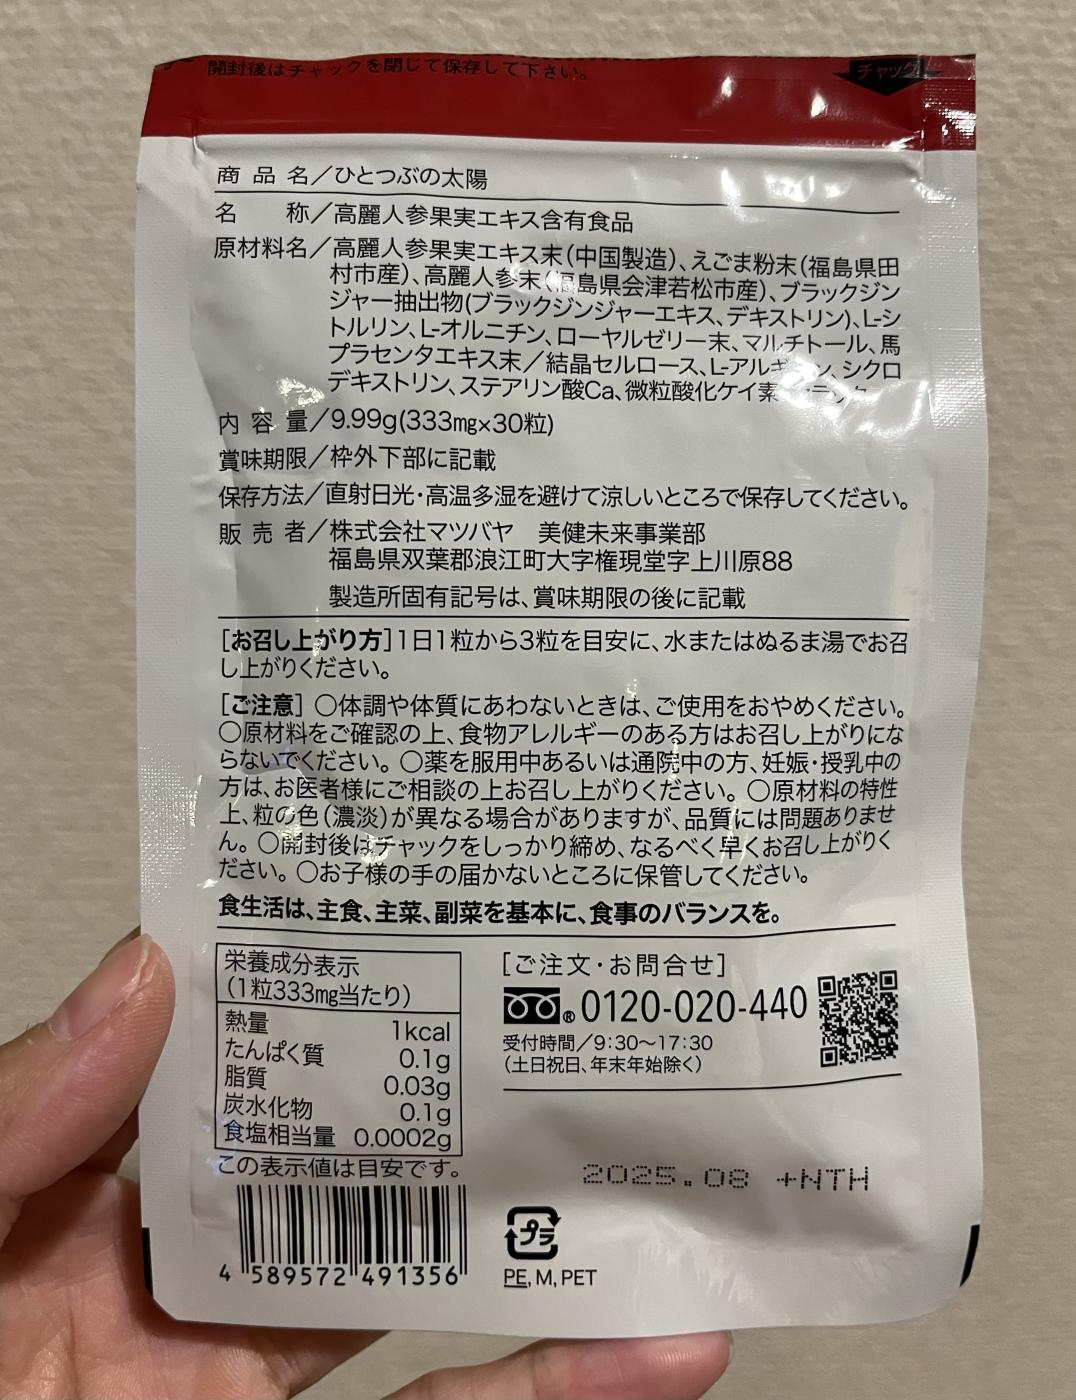 開封後はチャックを閉じて保存して下さい。
チャック
商品名／ひとつぶの太陽
名　　称／高麗人参果実エキス含有食品
原材料名／高麗人参果実エキス末（中国製造）、えごま粉末（福島県田
村市産）、高麗人参末（福島県会津若松市産）、ブラックジン
ジャー抽出物(ブラックジンジャーエキス、デキストリン)、L-シ
トルリン、L-オルニチン、ローヤルゼリー末、マルチトール、馬
プラセンタエキス末／結晶セルロース、L-アルギニン、シクロ
デキストリン、ステアリン酸Ca、微粒酸化ケイ素
内容量／9.99g(333㎎×30粒)
賞味期限／枠外下部に記載
保存方法／直射日光・高温多湿を避けて涼しいところで保存してください。
販売者／株式会社マツバヤ　美健未来事業部
福島県双葉郡浪江町大字権現堂字上川原88
製造所固有記号は、賞味期限の後に記載
［お召し上がり方］1日1粒から3粒を目安に、水またはぬるま湯でお召
し上がりください。
［ご注意］○体調や体質にあわないときは、ご使用をおやめください。
○原材料をご確認の上、食物アレルギーのある方はお召し上がりにな
らないでください。○薬を服用中あるいは通院中の方、妊娠・授乳中の
方は、お医者様にご相談の上お召し上がりください。○原材料の特性
上、粒の色（濃淡）が異なる場合がありますが、品質には問題ありませ
ん。○開封後はチャックをしっかり締め、なるべく早くお召し上がりく
ださい。○お子様の手の届かないところに保管してください。
食生活は、主食、主菜、副菜を基本に、食事のバランスを。
栄養成分表示
（1粒333㎎当たり）
熱量 1kcal
たんぱく質 0.1g
脂質 0.03g
炭水化物 0.1g
食塩相当量 0.0002g
この表示値は目安です。
［ご注文・お問合せ］
® 0120-020-440
受付時間／9:30〜17:30
（土日祝日、年末年始除く）
2025.08 +NTH
4 589572 491356
プラ
PE, M, PET